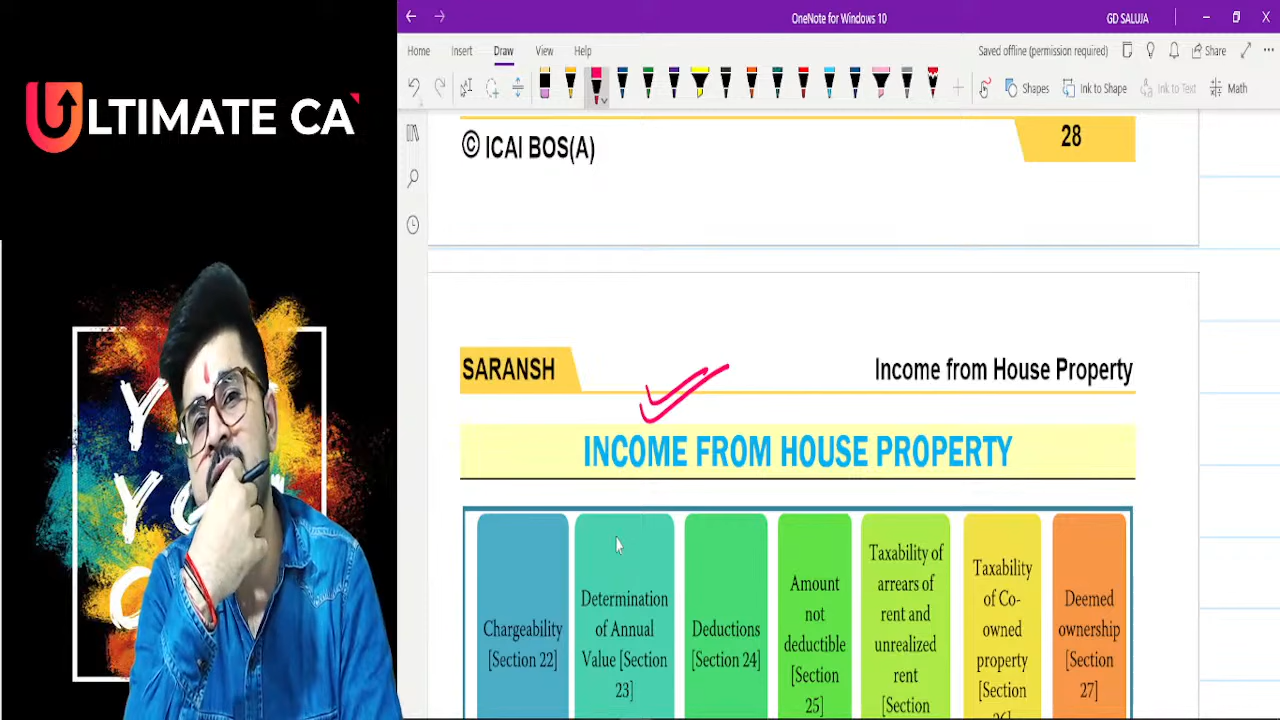 ULTIMATE CA
OneNote for Windows 10
GD SALUJA
Home Insert Draw View Help
Saved offline (permission required)
Share
Shapes
Ink to Shape
Ink to Text
Math
© ICAI BOS(A)
28
SARANSH
Income from House Property
INCOME FROM HOUSE PROPERTY
Chargeability
[Section 22]
Determination
of Annual
Value [Section
23]
Deductions
[Section 24]
Amount
not
deductible
[Section
25]
Taxability of
arrears of
rent and
unrealized
rent
[Section
Taxability
of Co-
owned
property
[Section
26]
Deemed
ownership
[Section
27]